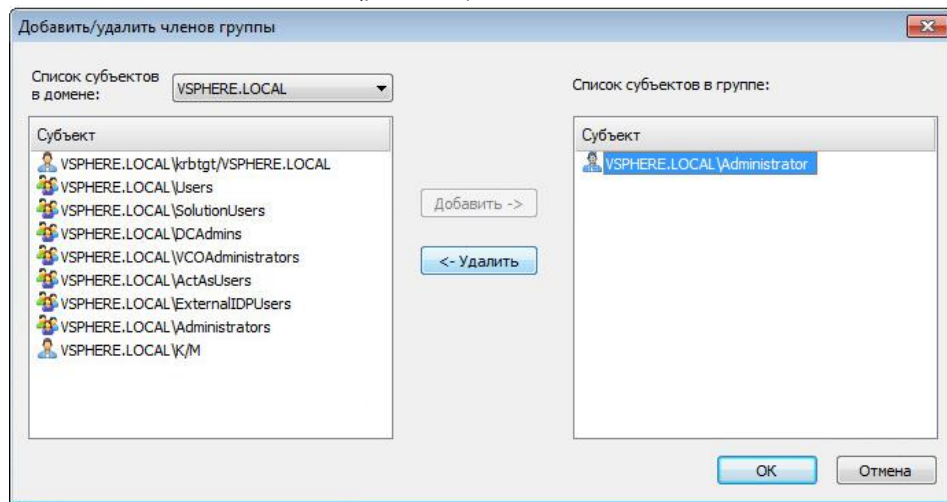 Добавить/удалить членов группы
Список субъектов
в домене:
VSPHERE.LOCAL
Список субъектов в группе:
Субъект
VSPHERE.LOCAL\krbtgt/VSPHERE.LOCAL
VSPHERE.LOCAL\Users
VSPHERE.LOCAL\SolutionUsers
VSPHERE.LOCAL\DCAdmins
VSPHERE.LOCAL\VCOAdministrators
VSPHERE.LOCAL\ActAsUsers
VSPHERE.LOCAL\ExternalIDPUsers
VSPHERE.LOCAL\Administrators
VSPHERE.LOCAL\K/M
Добавить ->
<- Удалить
Субъект
VSPHERE.LOCAL\Administrator
OK
Отмена